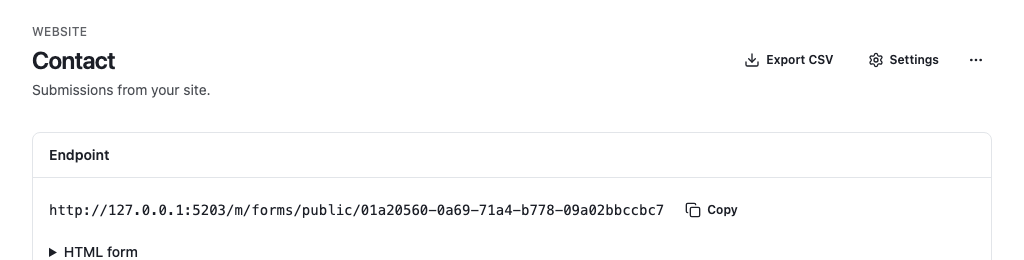 WEBSITE
Contact
Export CSV
Settings
Submissions from your site.
Endpoint
http://127.0.0.1:5203/m/forms/public/01a20560-0a69-71a4-b778-09a02bbccbc7 Copy
HTML form